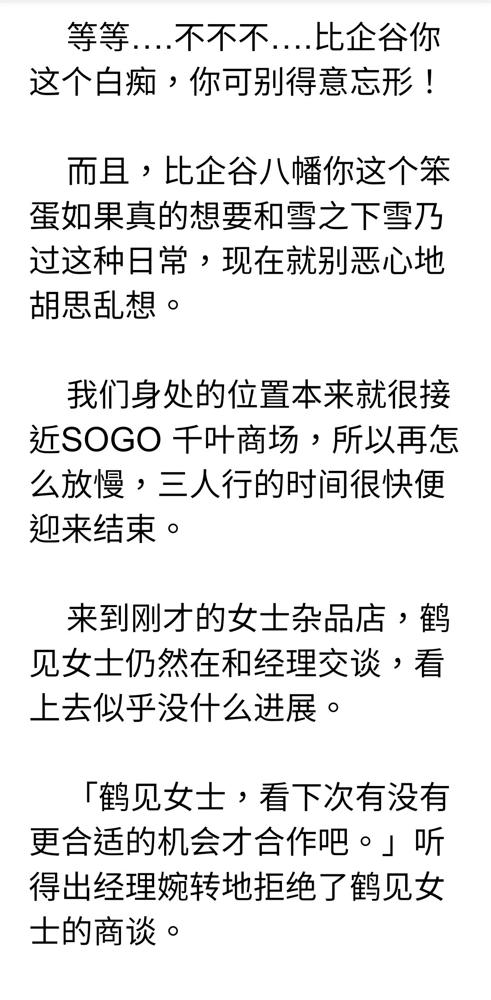 等等....不不不....比企谷你
这个白痴，你可别得意忘形！
而且，比企谷八幡你这个笨
蛋如果真的想要和雪之下雪乃
过这种日常，现在就别恶心地
胡思乱想。
我们身处的位置本来就很接
近SOGO 千叶商场，所以再怎
么放慢，三人行的时间很快便
迎来结束。
来到刚才的女士杂品店，鹤
见女士仍然在和经理交谈，看
上去似乎没什么进展。
「鹤见女士，看下次有没有
更合适的机会才合作吧。」听
得出经理婉转地拒绝了鹤见女
士的商谈。